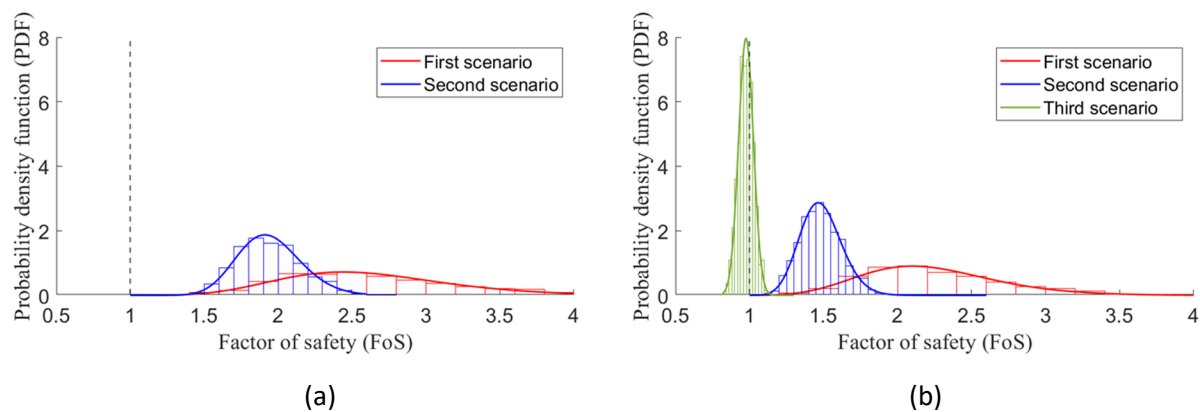 Probability density function (PDF)
8
6
4
2
0
0.5 1 1.5 2 2.5 3 3.5 4
Factor of safety (FoS)
First scenario
Second scenario
(a)
Probability density function (PDF)
8
6
4
2
0
0.5 1 1.5 2 2.5 3 3.5 4
Factor of safety (FoS)
First scenario
Second scenario
Third scenario
(b)